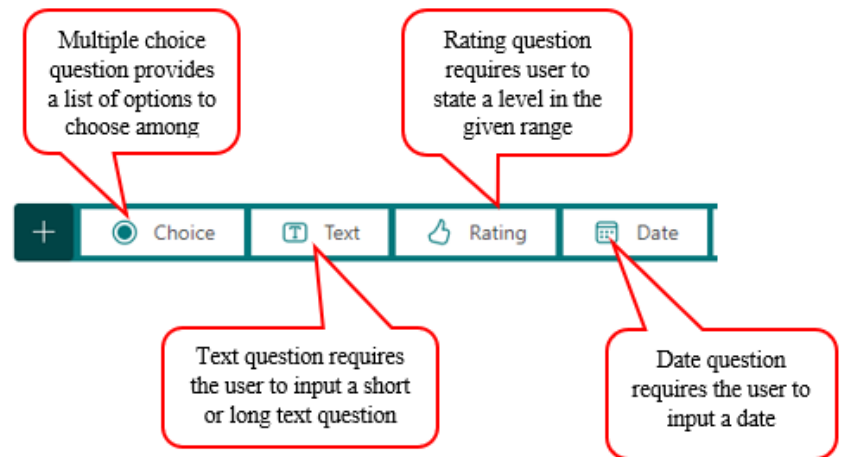 Multiple choice
question provides
a list of options to
choose among
Rating question
requires user to
state a level in the
given range
+ Choice T Text Rating Date
Text question requires
the user to input a short
or long text question
Date question
requires the user to
input a date